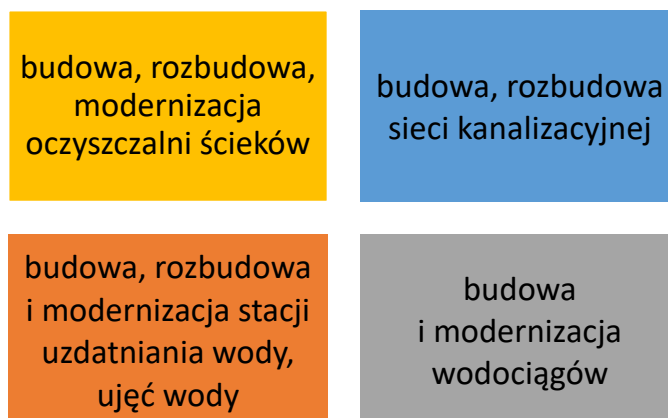 budowa, rozbudowa,
modernizacja
oczyszczalni ścieków
budowa, rozbudowa
sieci kanalizacyjnej
budowa, rozbudowa
i modernizacja stacji
uzdatniania wody,
ujęć wody
budowa
i modernizacja
wodociągów